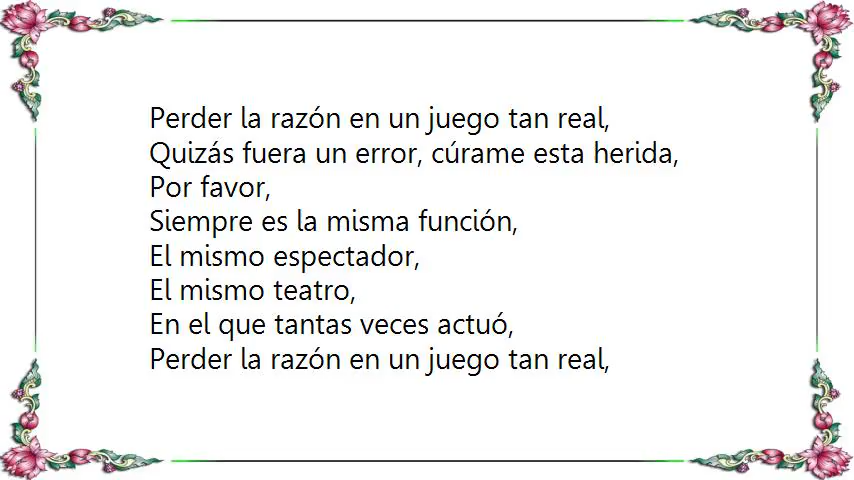 Perder la razón en un juego tan real,
Quizás fuera un error, cúrame esta herida,
Por favor,
Siempre es la misma función,
El mismo espectador,
El mismo teatro,
En el que tantas veces actuó,
Perder la razón en un juego tan real,